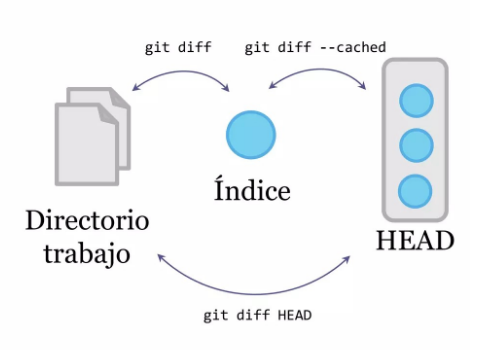 git diff
git diff --cached
Índice
Directorio
trabajo
HEAD
git diff HEAD